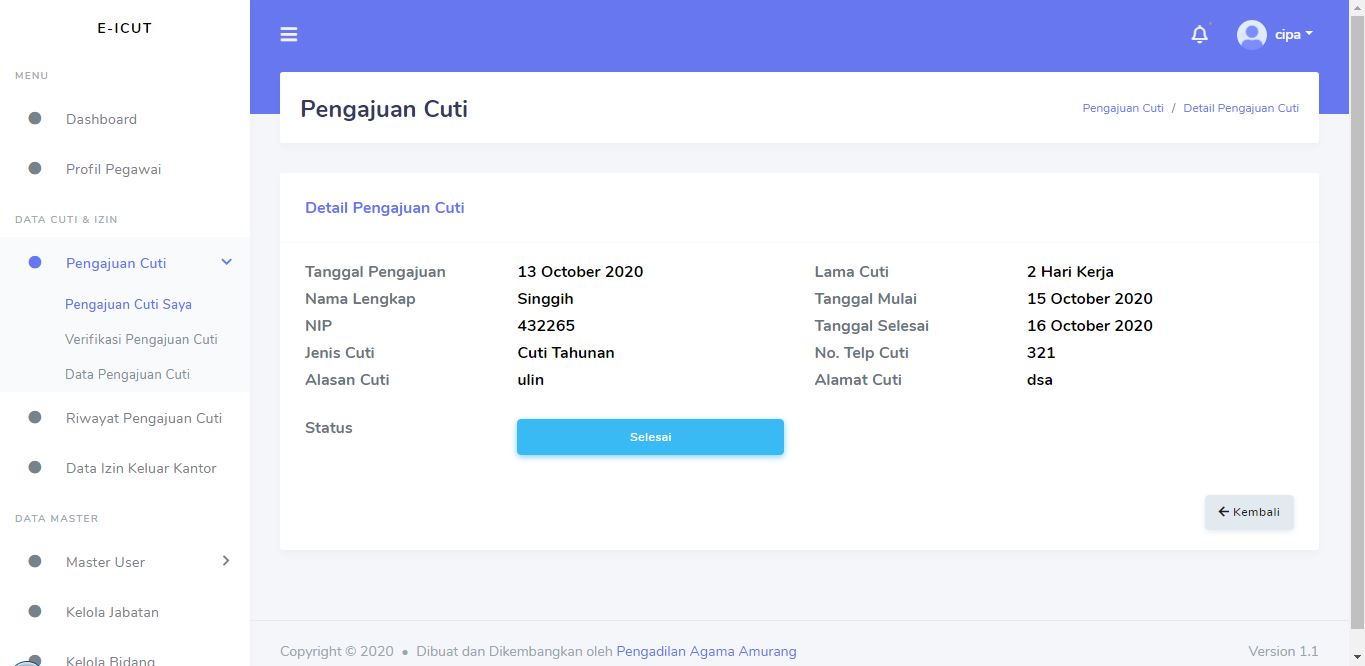 E-ICUT
MENU
Dashboard
Profil Pegawai
DATA CUTI & IZIN
Pengajuan Cuti
Pengajuan Cuti Saya
Verifikasi Pengajuan Cuti
Data Pengajuan Cuti
Riwayat Pengajuan Cuti
Data Izin Keluar Kantor
DATA MASTER
Master User
Kelola Jabatan
Kelola Bidang
cipa
Pengajuan Cuti
Pengajuan Cuti / Detail Pengajuan Cuti
Detail Pengajuan Cuti
Tanggal Pengajuan 13 October 2020 Lama Cuti 2 Hari Kerja
Nama Lengkap Singgih Tanggal Mulai 15 October 2020
NIP 432265 Tanggal Selesai 16 October 2020
Jenis Cuti Cuti Tahunan No. Telp Cuti 321
Alasan Cuti ulin Alamat Cuti dsa
Status Selesai
Kembali
Copyright © 2020 • Dibuat dan Dikembangkan oleh Pengadilan Agama Amurang Version 1.1